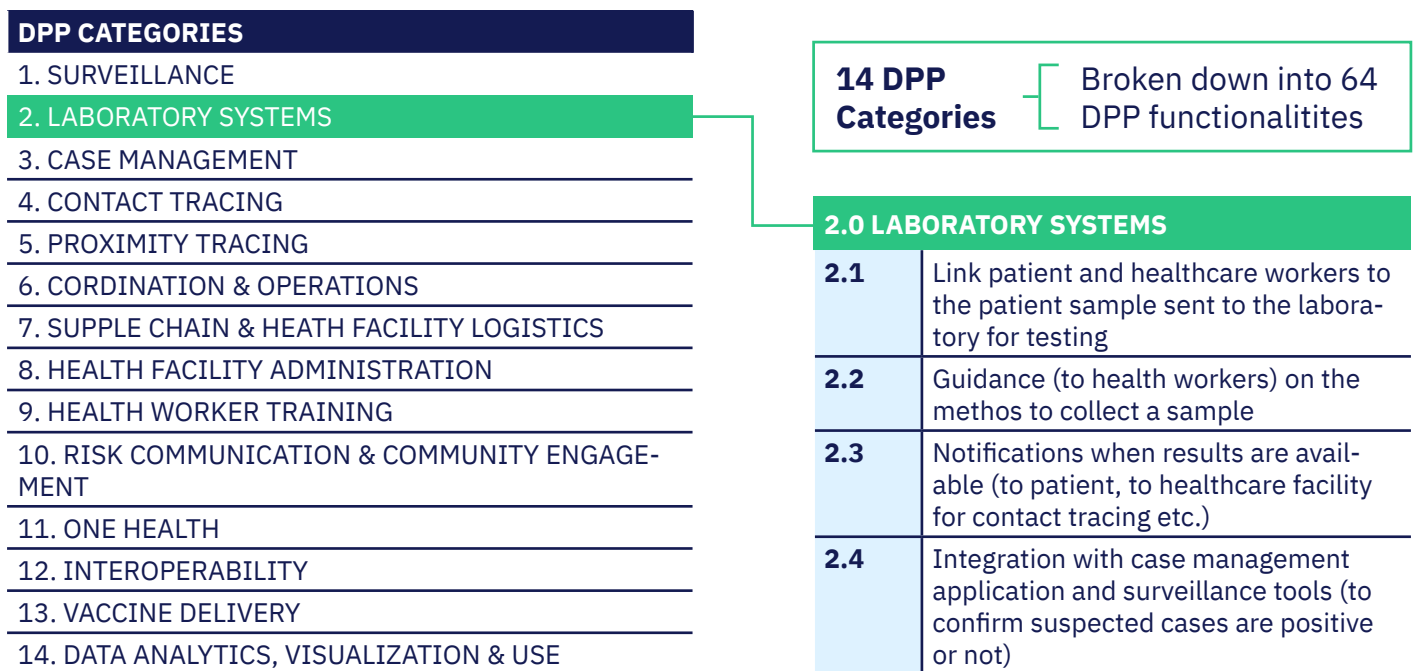 DPP CATEGORIES
1. SURVEILLANCE
2. LABORATORY SYSTEMS
3. CASE MANAGEMENT
4. CONTACT TRACING
5. PROXIMITY TRACING
6. CORDINATION & OPERATIONS
7. SUPPLE CHAIN & HEATH FACILITY LOGISTICS
8. HEALTH FACILITY ADMINISTRATION
9. HEALTH WORKER TRAINING
10. RISK COMMUNICATION & COMMUNITY ENGAGE-
MENT
11. ONE HEALTH
12. INTEROPERABILITY
13. VACCINE DELIVERY
14. DATA ANALYTICS, VISUALIZATION & USE
14 DPP
Categories
Broken down into 64
DPP functionalitites
2.0 LABORATORY SYSTEMS
2.1 Link patient and healthcare workers to
the patient sample sent to the labora-
tory for testing
2.2 Guidance (to health workers) on the
methos to collect a sample
2.3 Notifications when results are avail-
able (to patient, to healthcare facility
for contact tracing etc.)
2.4 Integration with case management
application and surveillance tools (to
confirm suspected cases are positive
or not)